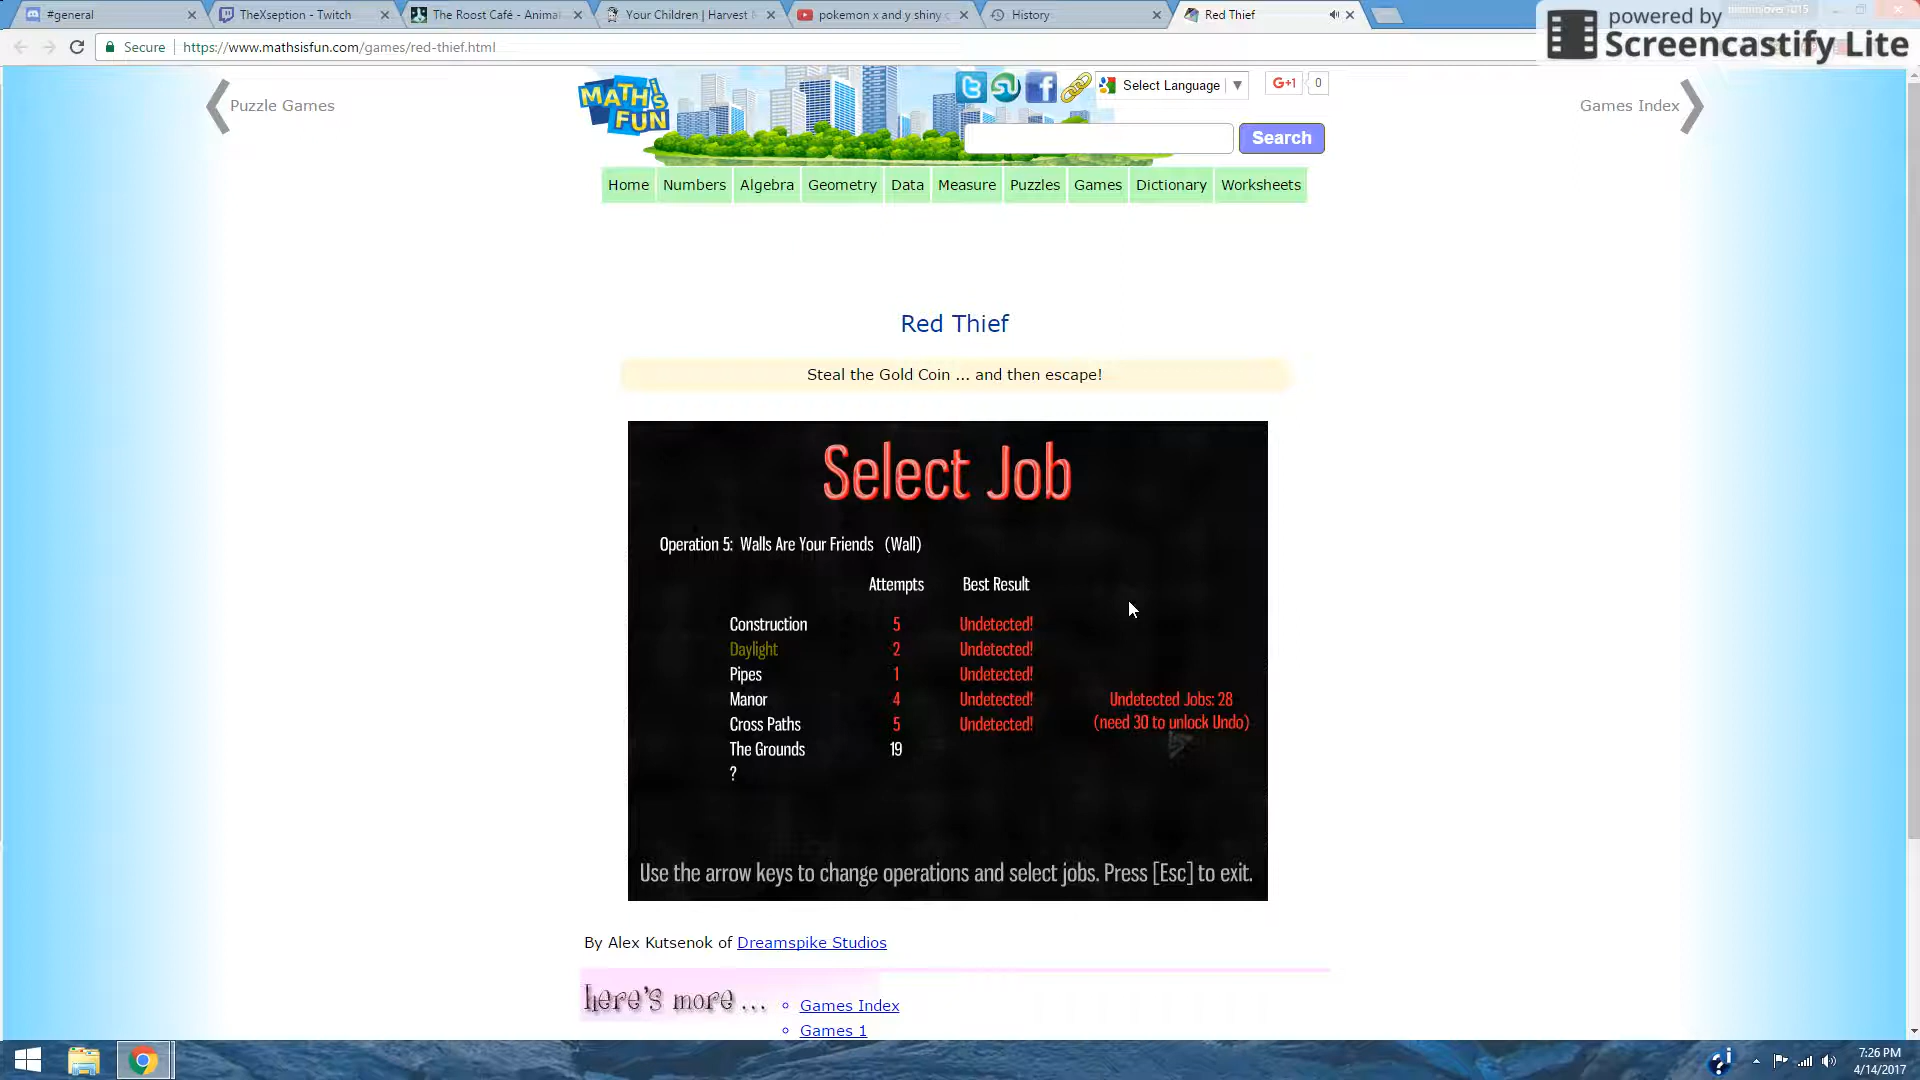 #general
TheXseption - Twitch
The Roost Café - Anima
Your Children | Harvest
pokemon x and y shiny
History
Red Thief
powered by
Screencastify Lite
Secure
https://www.mathsisfun.com/games/red-thief.html
Puzzle Games
MATHS FUN
Select Language
G+1
0
Games Index
Search
Home Numbers Algebra Geometry Data Measure Puzzles Games Dictionary Worksheets
Red Thief
Steal the Gold Coin ... and then escape!
Select Job
Operation 5: Walls Are Your Friends (Wall)
Attempts Best Result
Construction 5 Undetected!
Daylight 2 Undetected!
Pipes 1 Undetected!
Manor 4 Undetected! Undetected Jobs: 28
Cross Paths 5 Undetected! (need 30 to unlock Undo)
The Grounds 19
?
Use the arrow keys to change operations and select jobs. Press [Esc] to exit.
By Alex Kutsenok of Dreamspike Studios
here's more ...
Games Index
Games 1
7:26 PM
4/14/2017